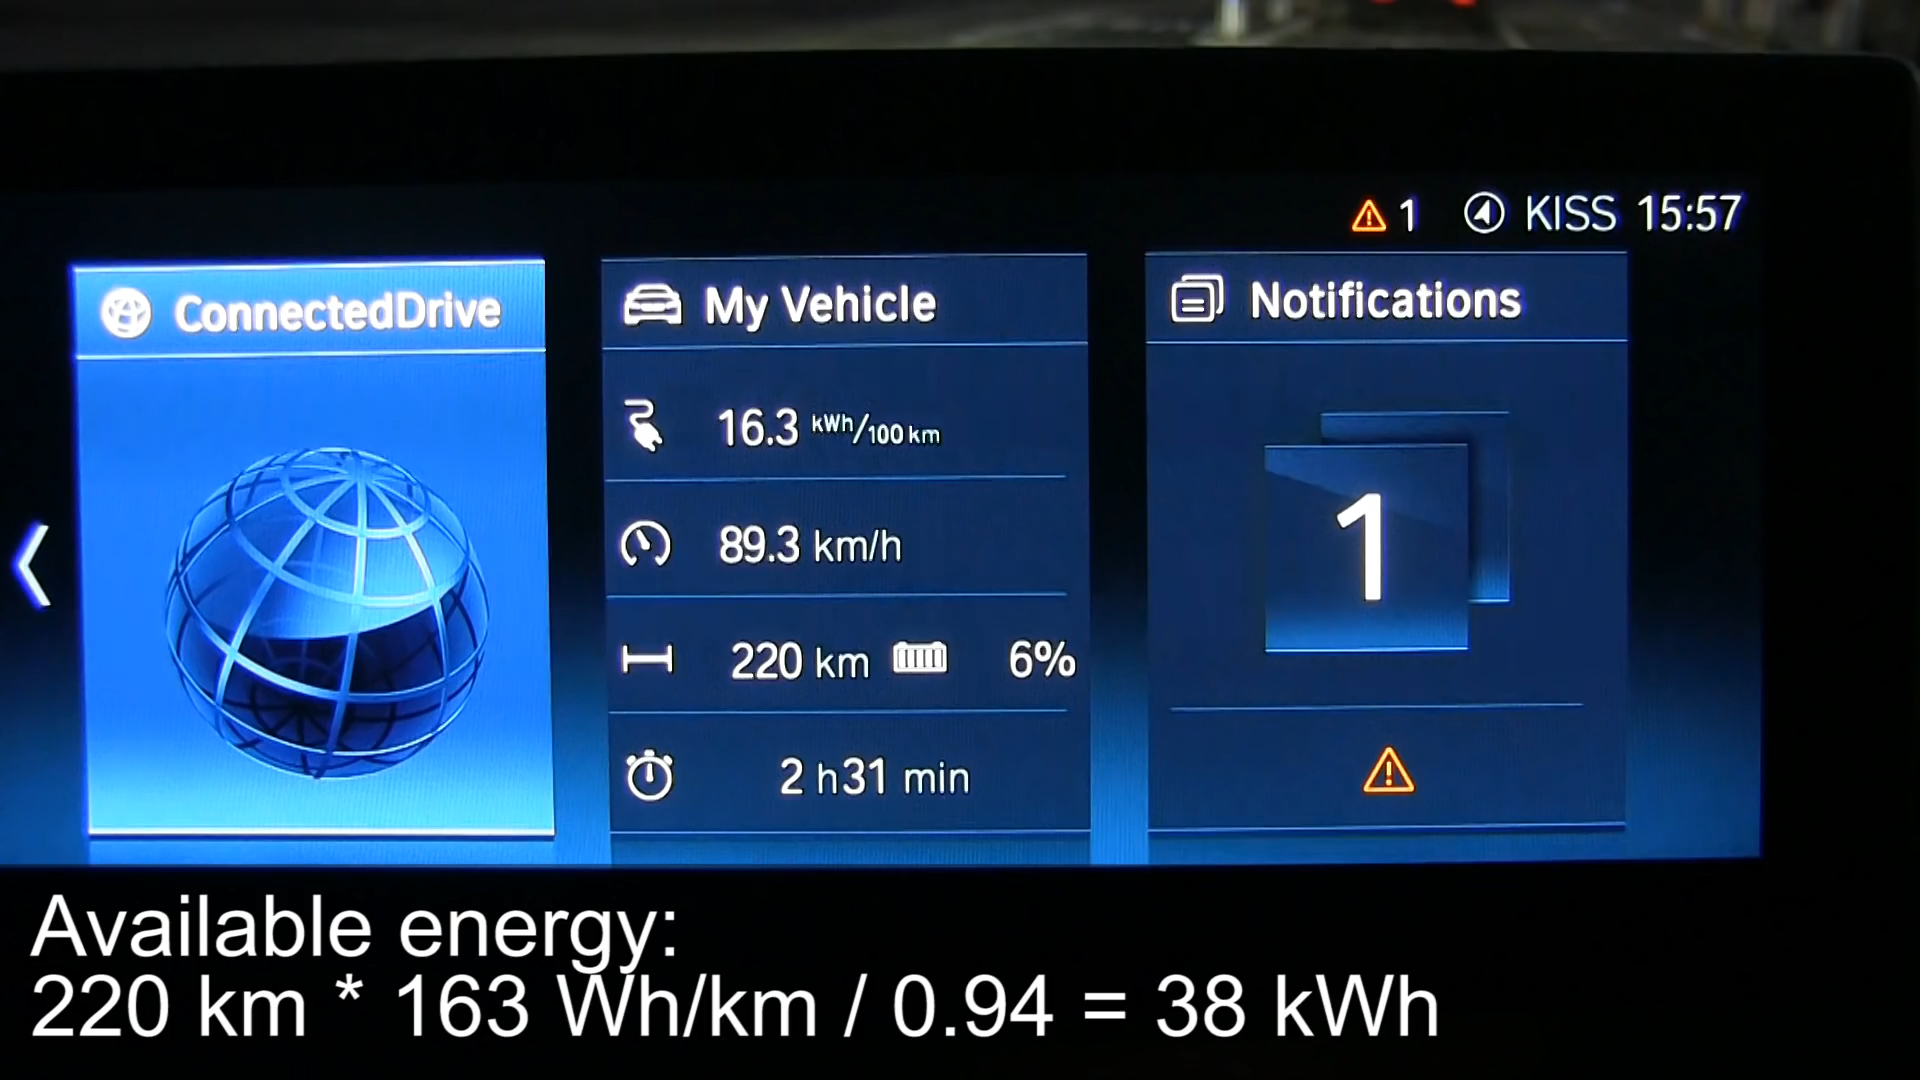 1 KISS 15:57
ConnectedDrive
My Vehicle
16.3 kWh/100 km
89.3 km/h
220 km 6%
2 h 31 min
Notifications
1
Available energy:
220 km * 163 Wh/km / 0.94 = 38 kWh